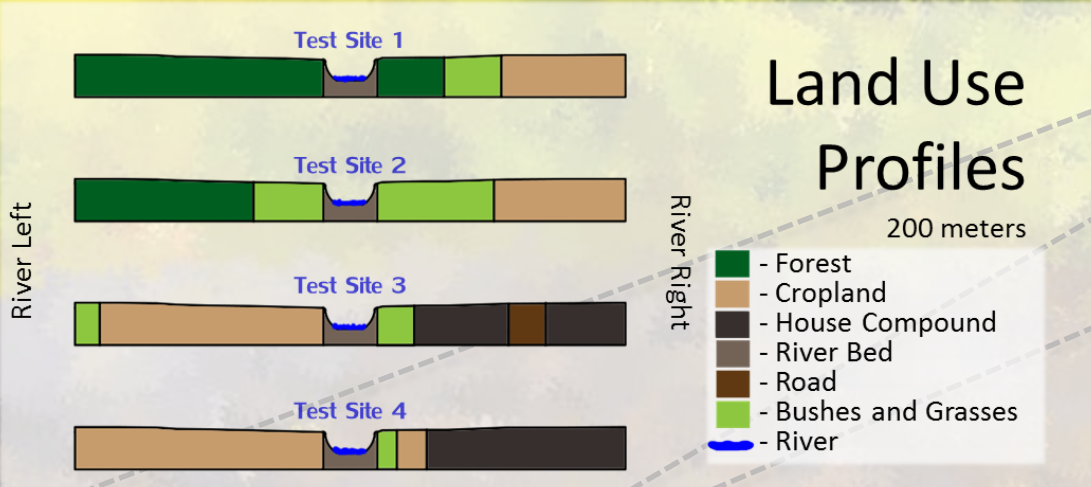 Test Site 1
Test Site 2
Test Site 3
Test Site 4
River Left
River Right
Land Use
Profiles
200 meters
- Forest
- Cropland
- House Compound
- River Bed
- Road
- Bushes and Grasses
- River